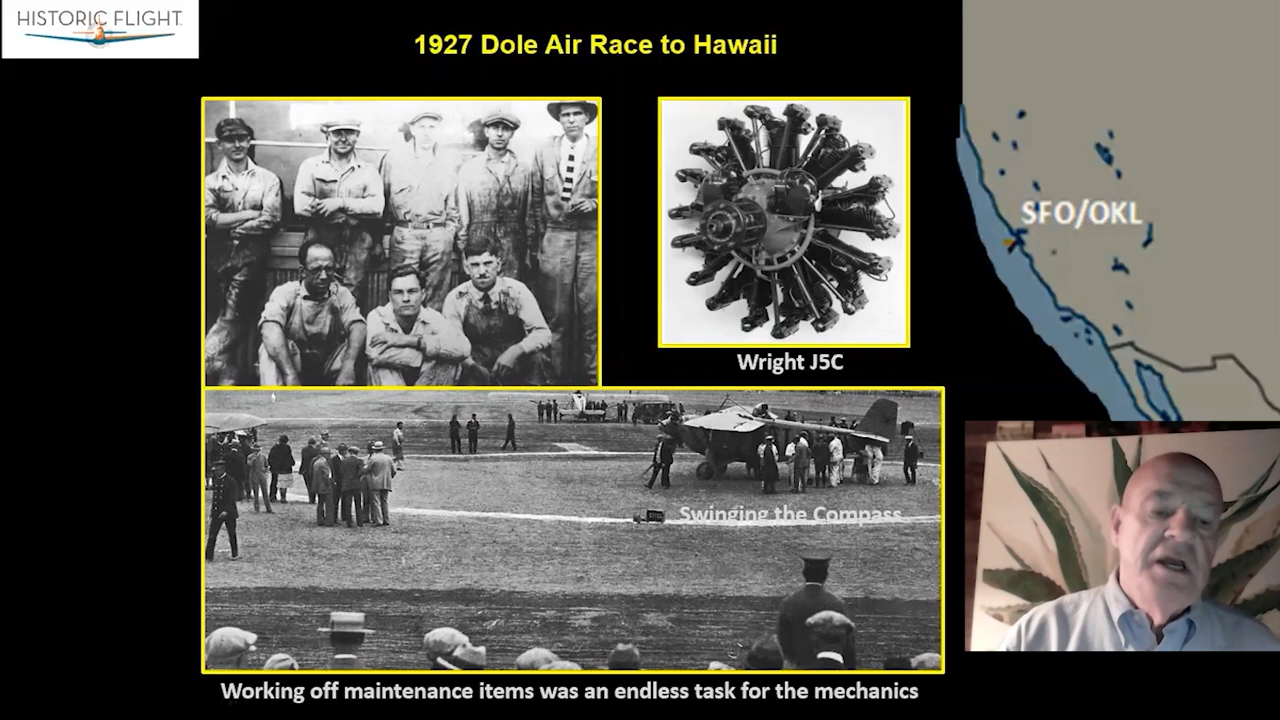 HISTORIC FLIGHT
1927 Dole Air Race to Hawaii
SFO/OKL
Wright J5C
Swinging the Compass
Working off maintenance items was an endless task for the mechanics